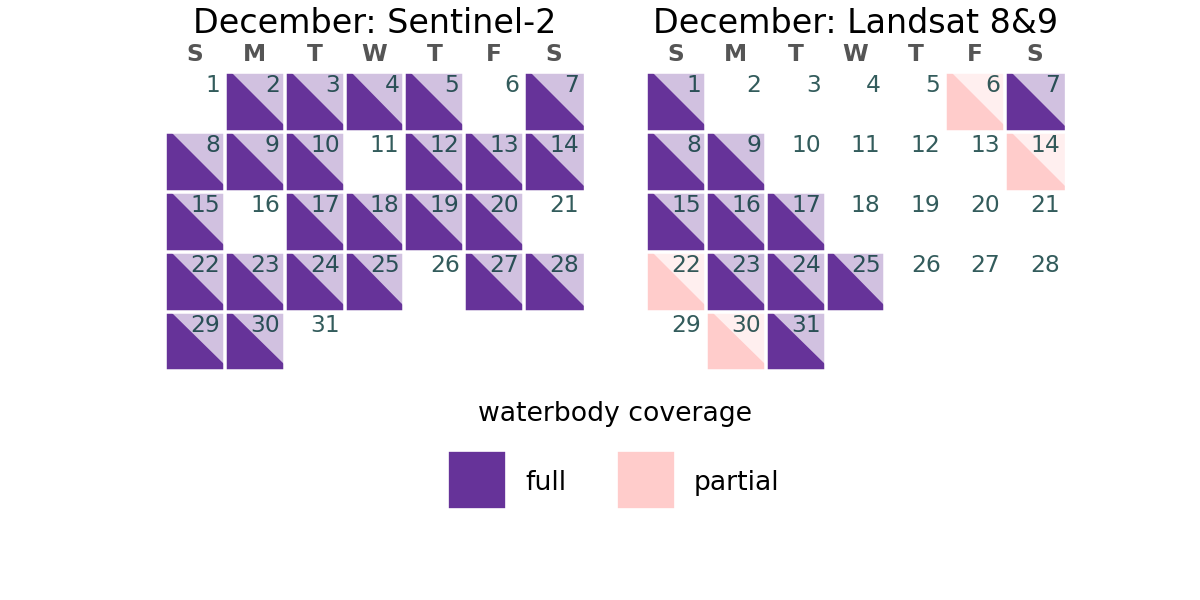 December: Sentinel-2
S M T W T F S
1 2 3 4 5 6 7
8 9 10 11 12 13 14
15 16 17 18 19 20 21
22 23 24 25 26 27 28
29 30 31
December: Landsat 8&9
S M T W T F S
1 2 3 4 5 6 7
8 9 10 11 12 13 14
15 16 17 18 19 20 21
22 23 24 25 26 27 28
29 30 31
waterbody coverage
full partial